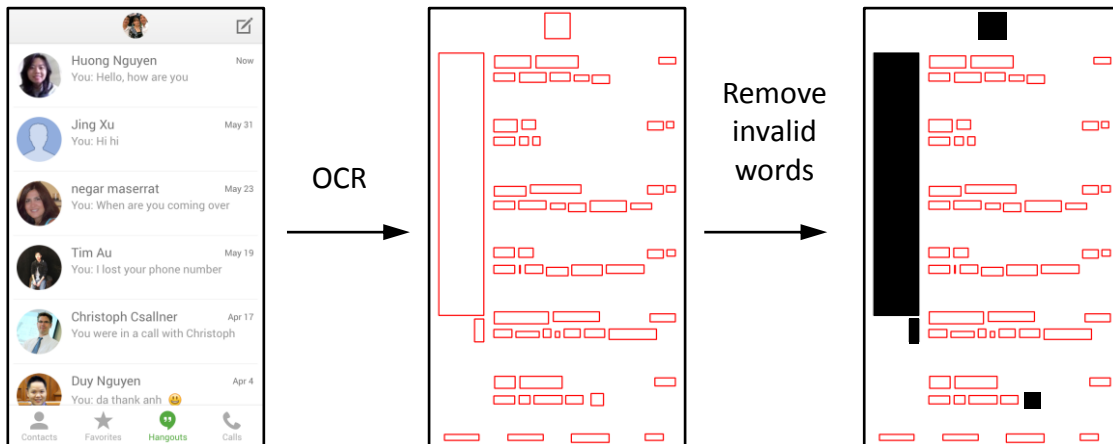 Huong Nguyen Now
You: Hello, how are you
Jing Xu May 31
You: Hi hi
negar maserrat May 23
You: When are you coming over
Tim Au May 19
You: I lost your phone number
Christoph Csallner Apr 17
You were in a call with Christoph
Duy Nguyen Apr 4
You: da thank anh 😃
Contacts Favorites Hangouts Calls
OCR
Remove
invalid
words